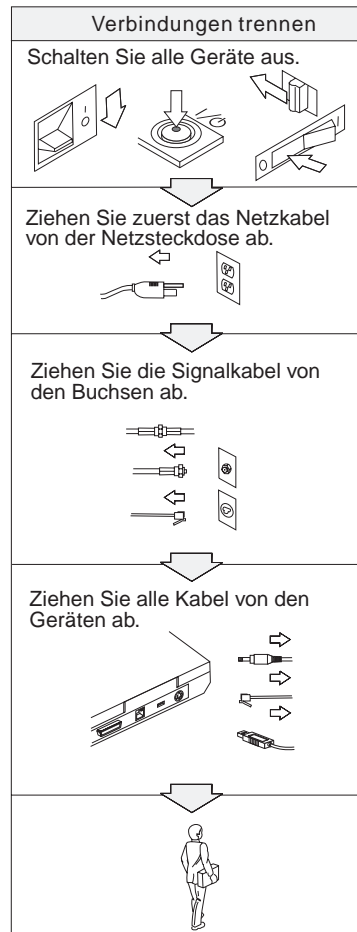 Verbindungen trennen
Schalten Sie alle Geräte aus.
Ziehen Sie zuerst das Netzkabel
von der Netzsteckdose ab.
Ziehen Sie die Signalkabel von
den Buchsen ab.
Ziehen Sie alle Kabel von den
Geräten ab.